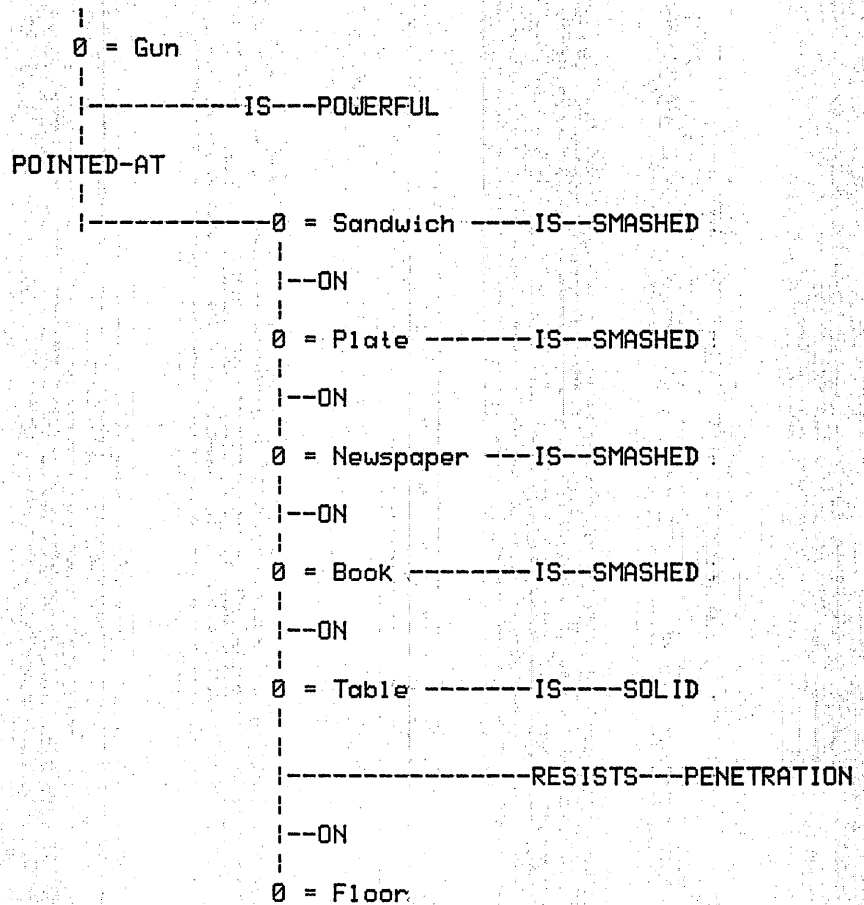 0 = Gun
|----------IS---POWERFUL
POINTED-AT
|------------0 = Sandwich ----IS--SMASHED
|--ON
0 = Plate -------IS--SMASHED
|--ON
0 = Newspaper ---IS--SMASHED
|--ON
0 = Book --------IS--SMASHED
|--ON
0 = Table -------IS----SOLID
|----------------RESISTS---PENETRATION
|--ON
0 = Floor